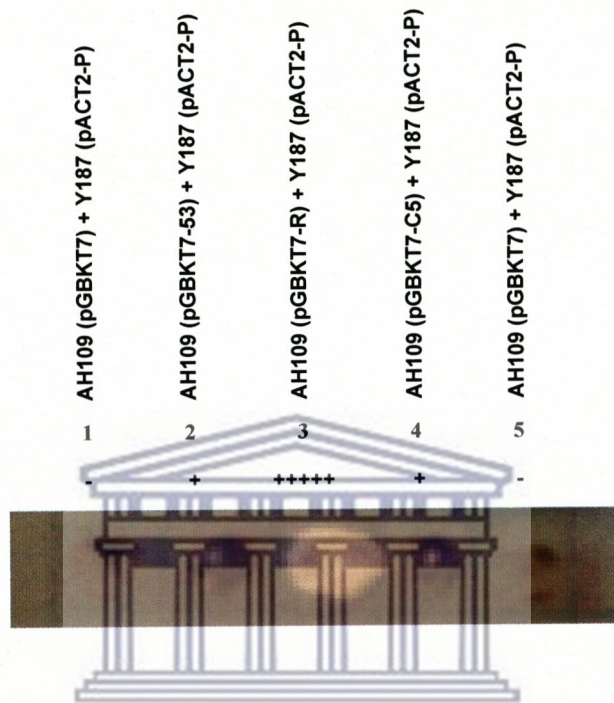 AH109 (pGBKT7) + Y187 (pACT2-P)
AH109 (pGBKT7-53) + Y187 (pACT2-P)
AH109 (pGBKT7-R) + Y187 (pACT2-P)
AH109 (pGBKT7-C5) + Y187 (pACT2-P)
AH109 (pGBKT7) + Y187 (pACT2-P)
1 2 3 4 5
- + +++++ + -